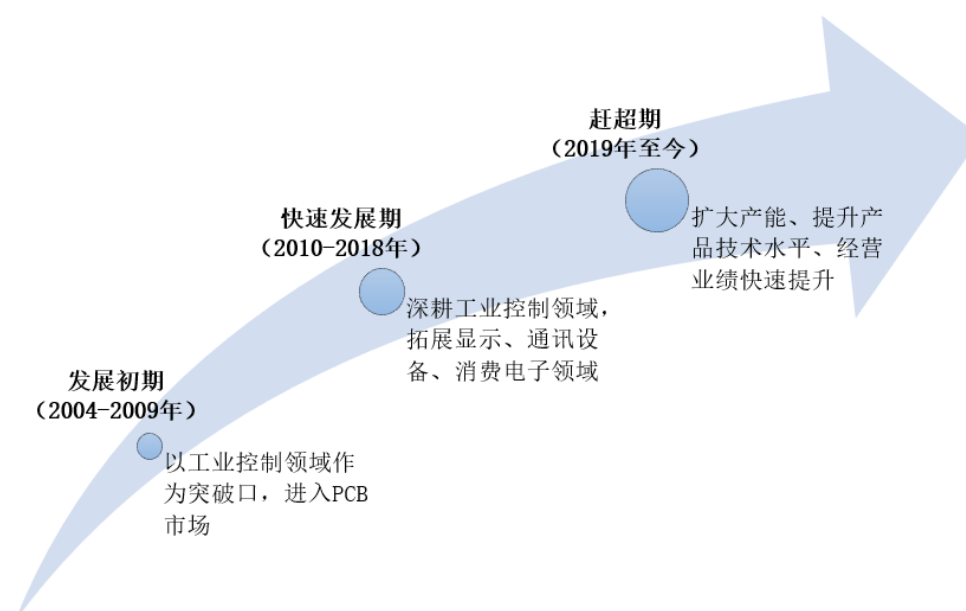 赶超期
（2019年至今）
扩大产能、提升产
品技术水平、经营
业绩快速提升
快速发展期
（2010-2018年）
深耕工业控制领域，
拓展显示、通讯设
备、消费电子领域
发展初期
（2004-2009年）
以工业控制领域作
为突破口，进入PCB
市场